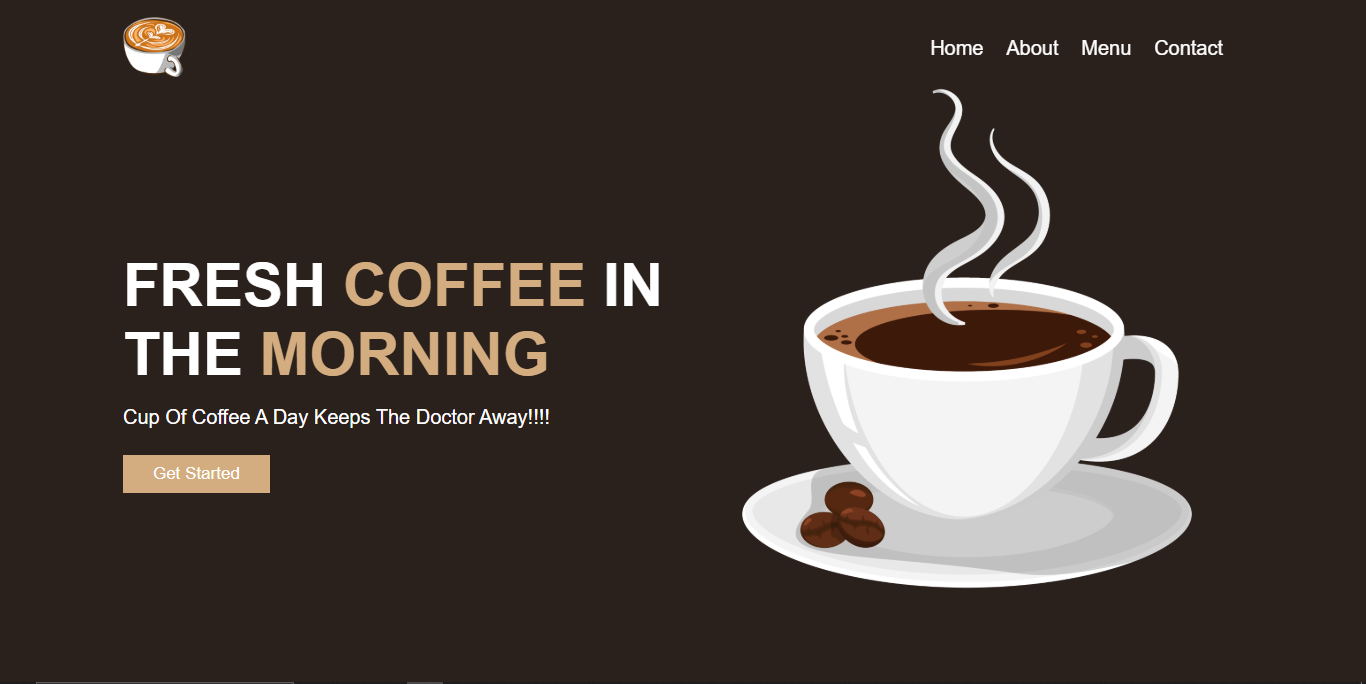 Home About Menu Contact
FRESH COFFEE IN
THE MORNING
Cup Of Coffee A Day Keeps The Doctor Away!!!!
Get Started